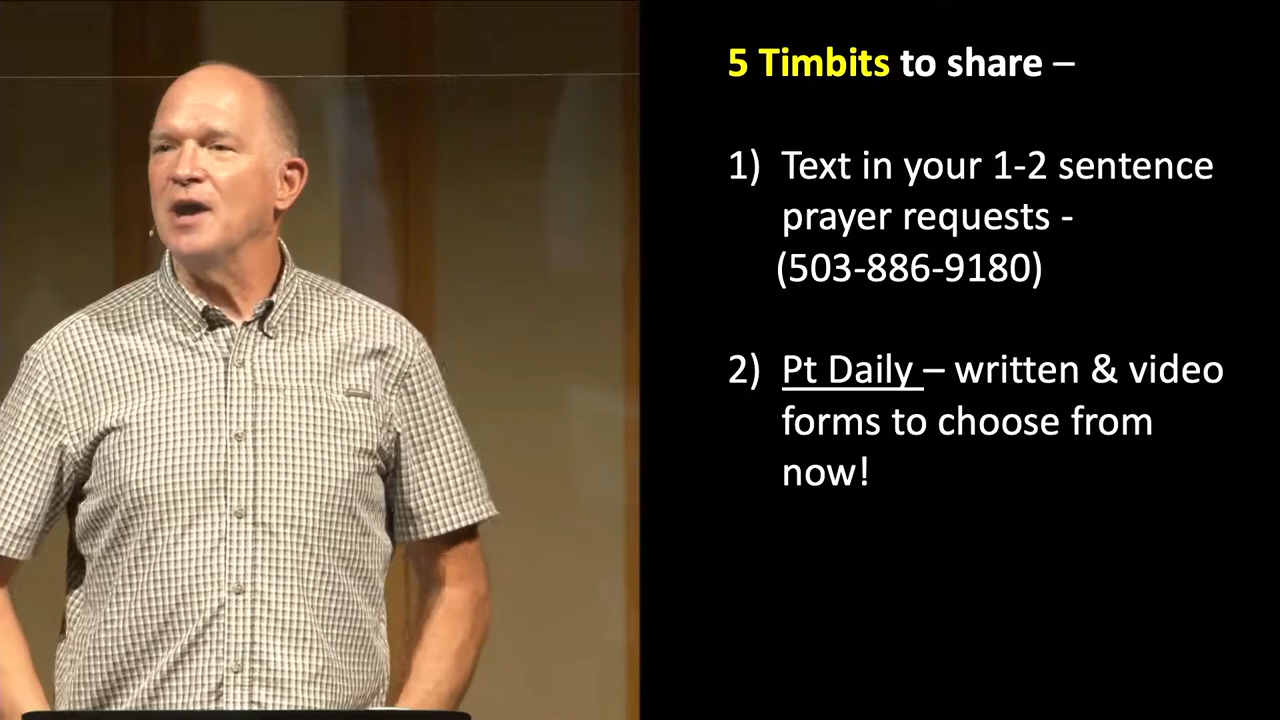 5 Timbits to share –
1) Text in your 1-2 sentence
prayer requests -
(503-886-9180)
2) Pt Daily – written & video
forms to choose from
now!